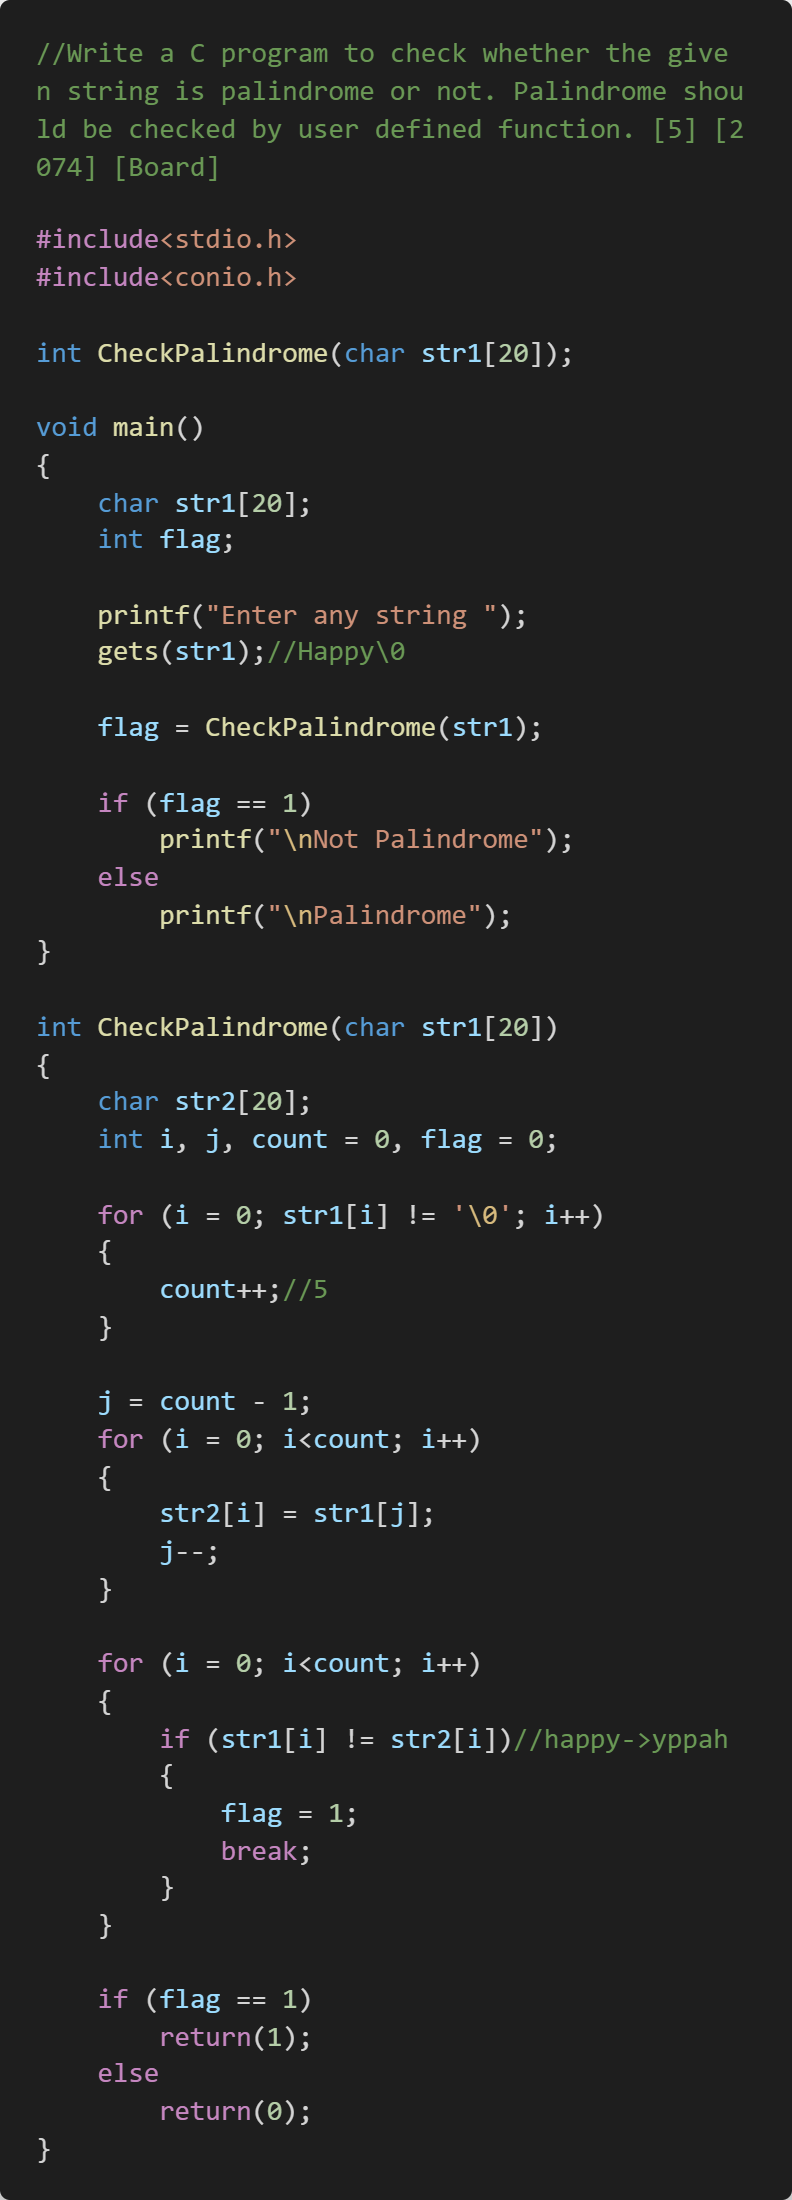 //Write a C program to check whether the give
n string is palindrome or not. Palindrome shou
ld be checked by user defined function. [5] [2
074] [Board]

#include<stdio.h>
#include<conio.h>

int CheckPalindrome(char str1[20]);

void main()
{
    char str1[20];
    int flag;

    printf("Enter any string ");
    gets(str1);//Happy\0

    flag = CheckPalindrome(str1);

    if (flag == 1)
        printf("\nNot Palindrome");
    else
        printf("\nPalindrome");
}

int CheckPalindrome(char str1[20])
{
    char str2[20];
    int i, j, count = 0, flag = 0;

    for (i = 0; str1[i] != '\0'; i++)
    {
        count++;//5
    }

    j = count - 1;
    for (i = 0; i<count; i++)
    {
        str2[i] = str1[j];
        j--;
    }

    for (i = 0; i<count; i++)
    {
        if (str1[i] != str2[i])//happy->yppah
        {
            flag = 1;
            break;
        }
    }

    if (flag == 1)
        return(1);
    else
        return(0);
}